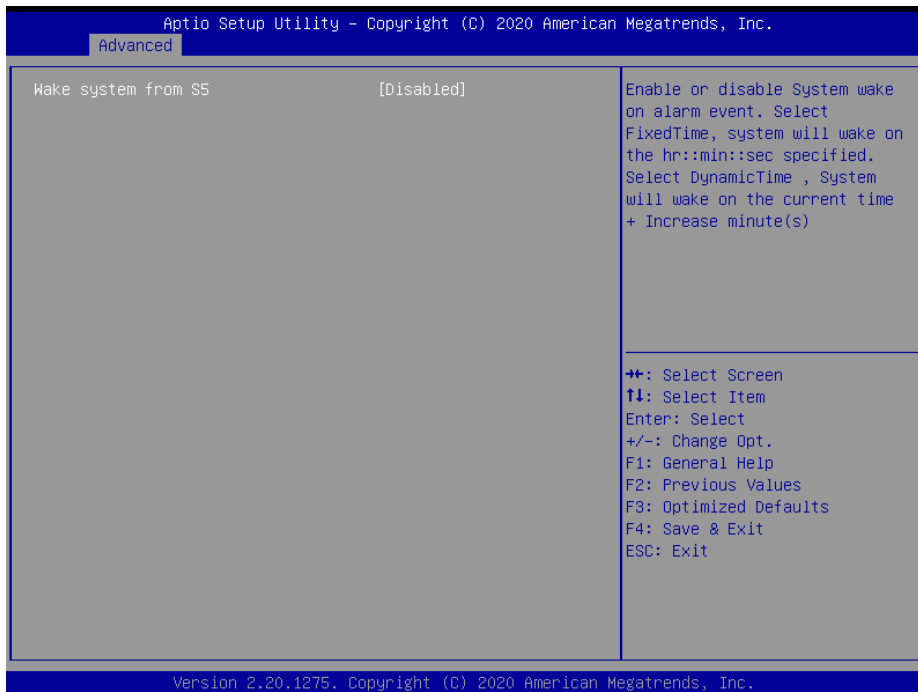 Aptio Setup Utility – Copyright (C) 2020 American Megatrends, Inc.
Advanced
Wake system from S5 [Disabled]
Enable or disable System wake
on alarm event. Select
FixedTime, system will wake on
the hr::min::sec specified.
Select DynamicTime , System
will wake on the current time
+ Increase minute(s)
→←: Select Screen
↑↓: Select Item
Enter: Select
+/-: Change Opt.
F1: General Help
F2: Previous Values
F3: Optimized Defaults
F4: Save & Exit
ESC: Exit
Version 2.20.1275. Copyright (C) 2020 American Megatrends, Inc.